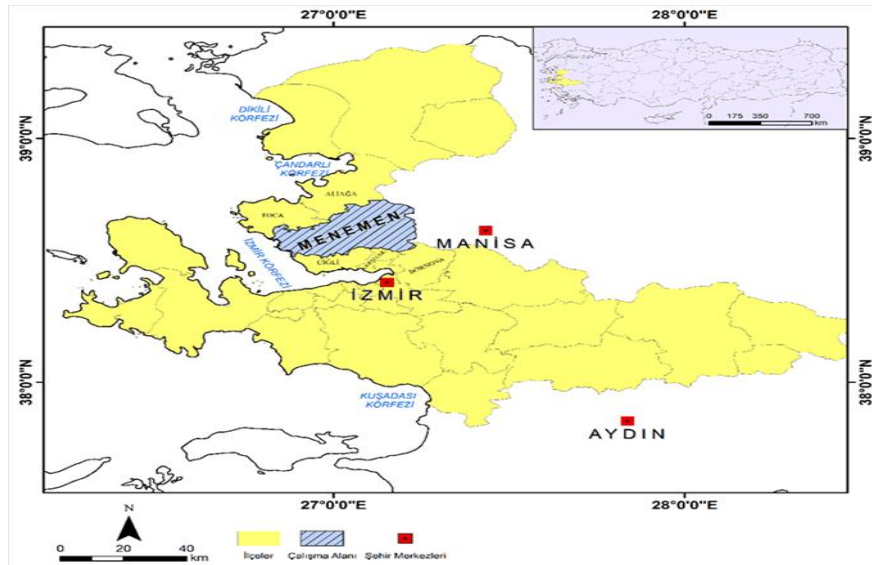 27°0'0"E
28°0'0"E
39°0'0"N
39°0'0"N
DİKİLİ
KÖRFEZİ
0 175 350 700
km
ÇANDARLI
KÖRFEZİ
ALİAĞA
FOCA
MENEMEN
MANİSA
İZMİR KÖRFEZİ
ÇİĞLİ
BORNOVA
İZMİR
38°0'0"N
38°0'0"N
KUŞADASI
KÖRFEZİ
AYDIN
27°0'0"E
28°0'0"E
N
0 10 20 40
km
İlçeler
Çalışma Alanı
Şehir Merkezleri